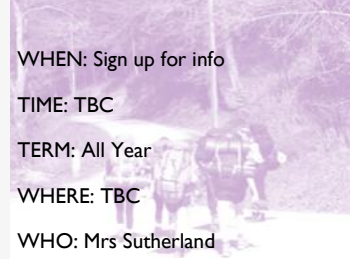 WHEN: Sign up for info
TIME: TBC
TERM: All Year
WHERE: TBC
WHO: Mrs Sutherland